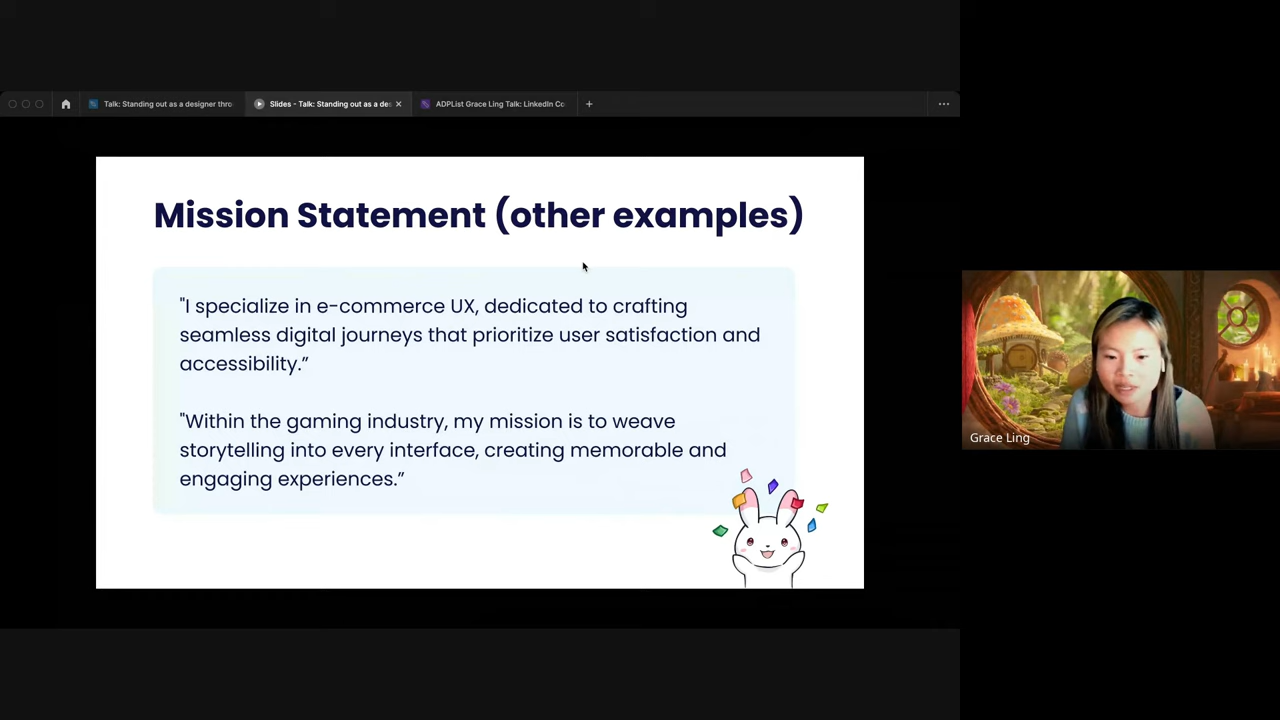 Talk: Standing out as a designer thro
Slides - Talk: Standing out as a des
ADPList Grace Ling Talk: LinkedIn Co
Mission Statement (other examples)
"I specialize in e-commerce UX, dedicated to crafting
seamless digital journeys that prioritize user satisfaction and
accessibility.”
"Within the gaming industry, my mission is to weave
storytelling into every interface, creating memorable and
engaging experiences.”
Grace Ling